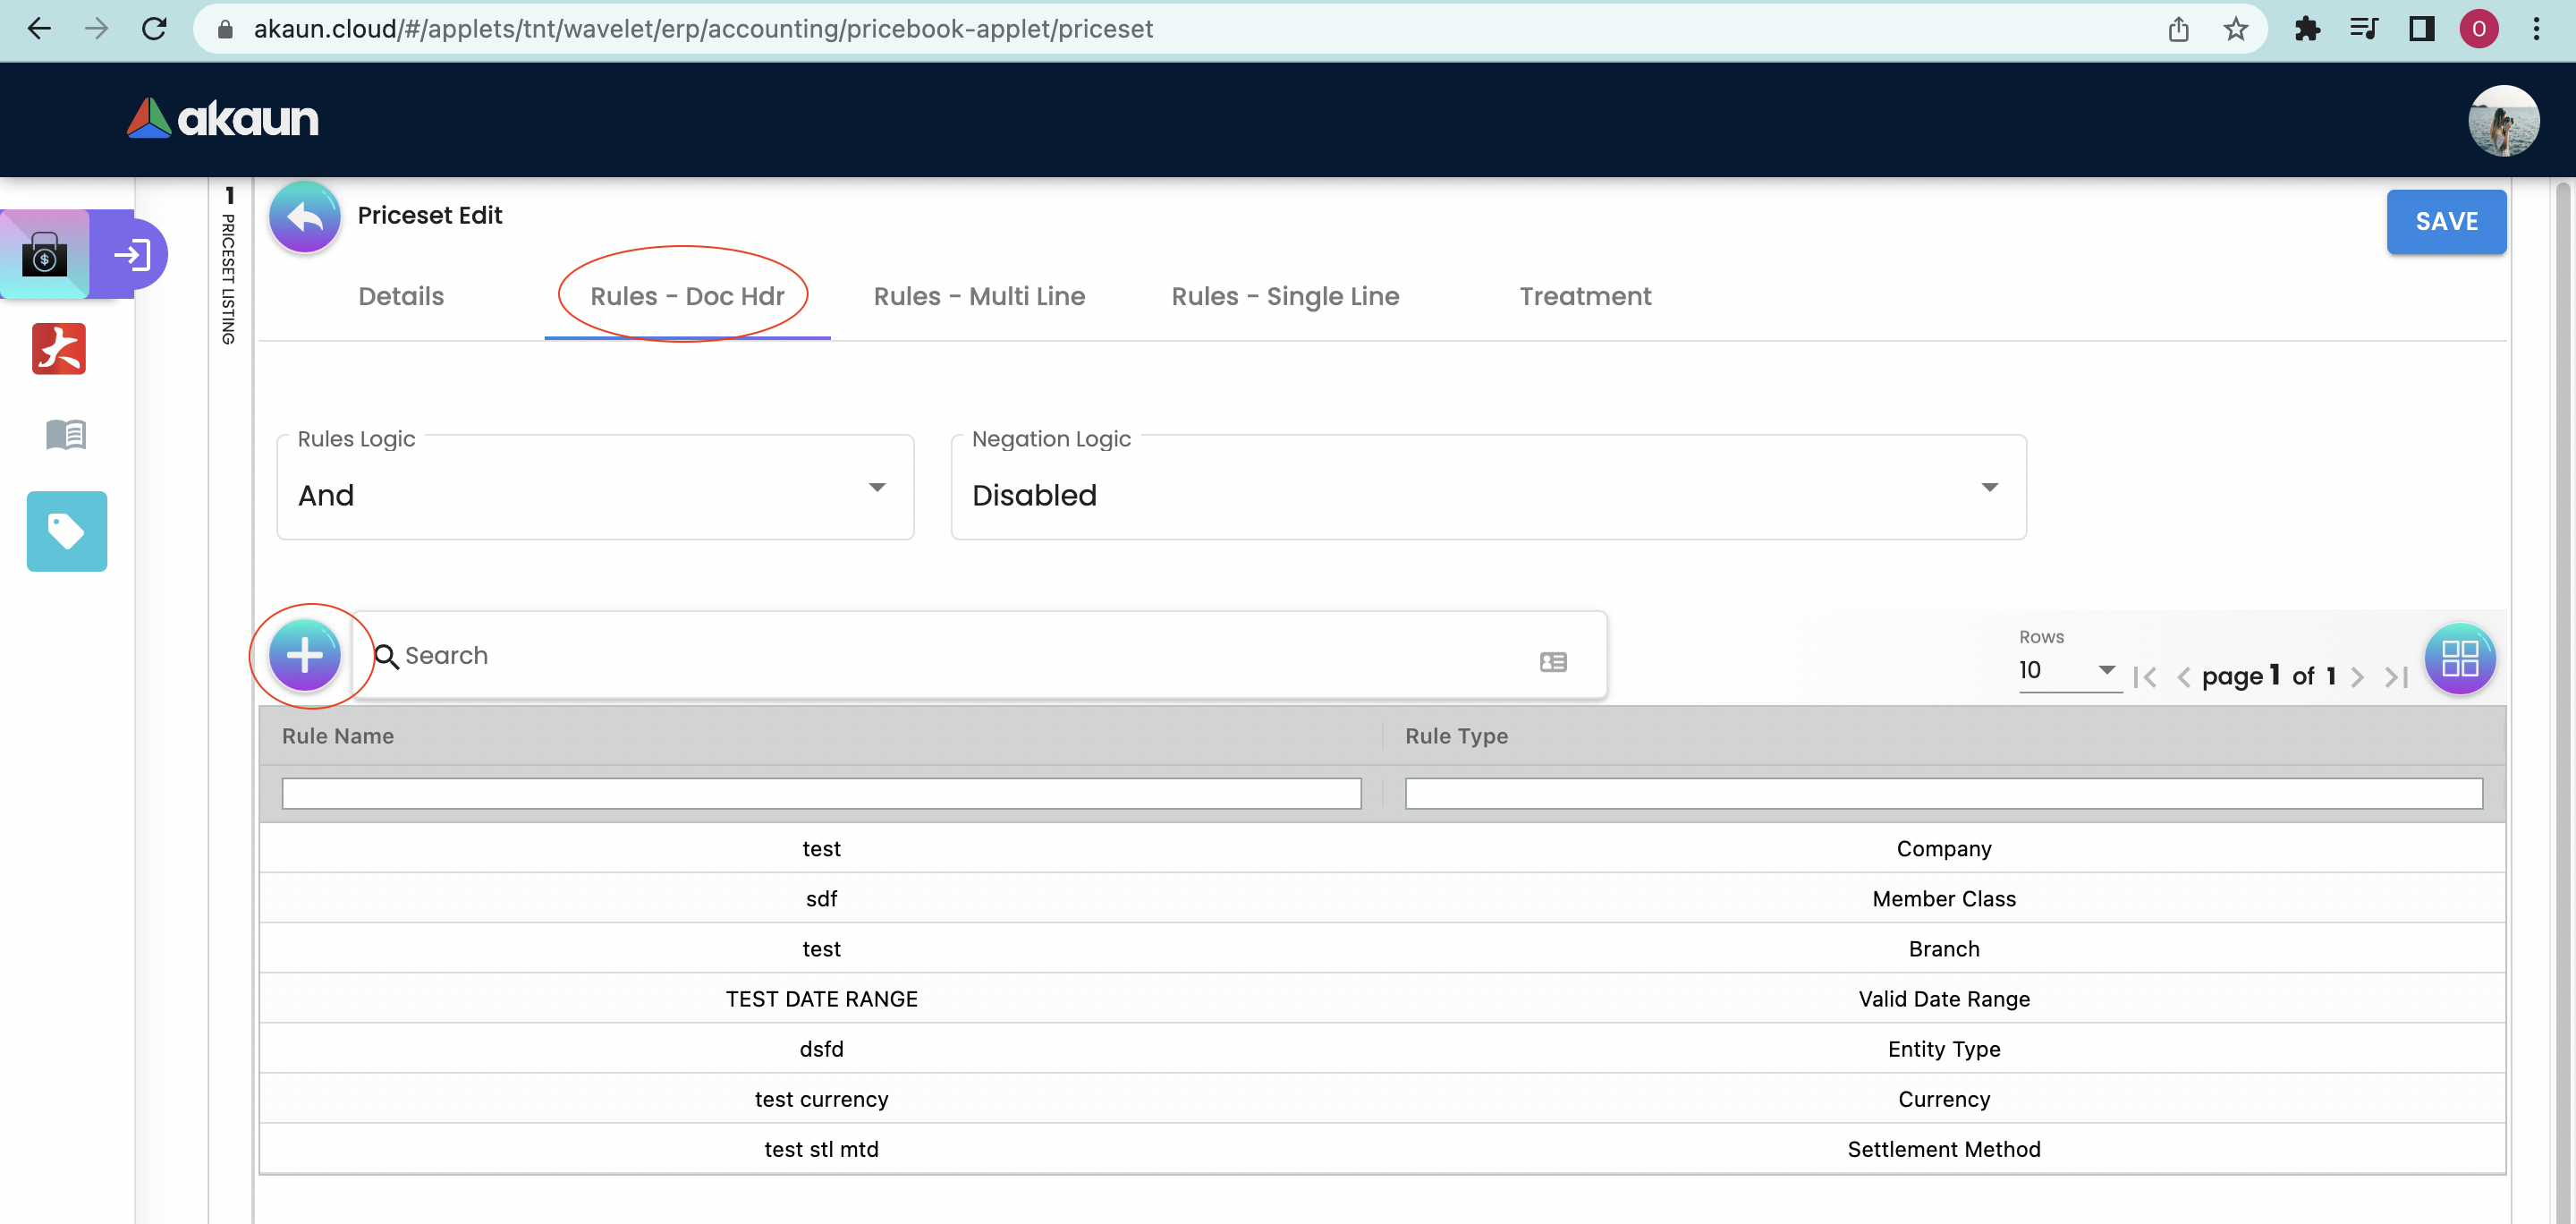 akaun.cloud/#/applets/tnt/wavelet/erp/accounting/pricebook-applet/priceset
O
akaun
1
PRICESET LISTING
Priceset Edit
SAVE
Details
Rules - Doc Hdr
Rules - Multi Line
Rules - Single Line
Treatment
Rules Logic
And
Negation Logic
Disabled
Search
Rows
10
page 1 of 1
Rule Name Rule Type
test Company
sdf Member Class
test Branch
TEST DATE RANGE Valid Date Range
dsfd Entity Type
test currency Currency
test stl mtd Settlement Method